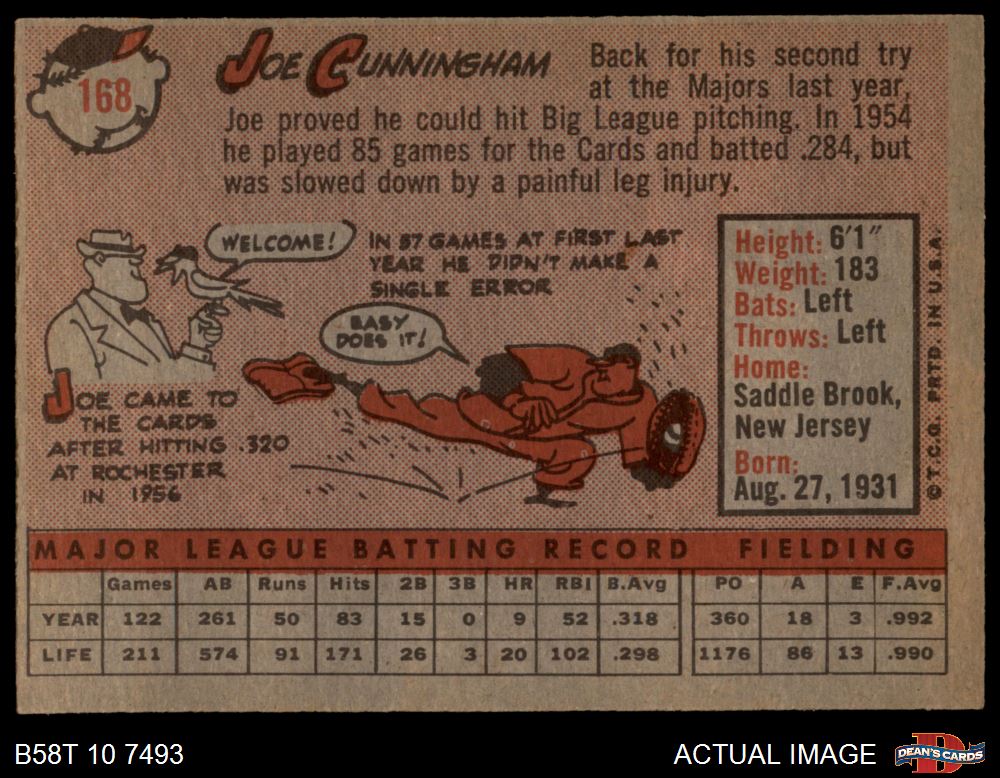 168
JOE CUNNINGHAM
Back for his second try
at the Majors last year,
Joe proved he could hit Big League pitching. In 1954
he played 85 games for the Cards and batted .284, but
was slowed down by a painful leg injury.
WELCOME!
JOE CAME TO
THE CARDS
AFTER HITTING .320
AT ROCHESTER
IN 1956
IN 57 GAMES AT FIRST LAST
YEAR HE DIDN'T MAKE A
SINGLE ERROR
EASY
DOES IT!
Height: 6'1"
Weight: 183
Bats: Left
Throws: Left
Home:
Saddle Brook,
New Jersey
Born:
Aug. 27, 1931
© T.C.G. PRTD. IN U.S.A.
MAJOR LEAGUE BATTING RECORD FIELDING
Games AB Runs Hits 2B 3B HR RBI B.Avg PO A E F.Avg
YEAR 122 261 50 83 15 0 9 52 .318 360 18 3 .992
LIFE 211 574 91 171 26 3 20 102 .298 1176 86 13 .990
B58T 10 7493
ACTUAL IMAGE
D
DEAN'S CARDS